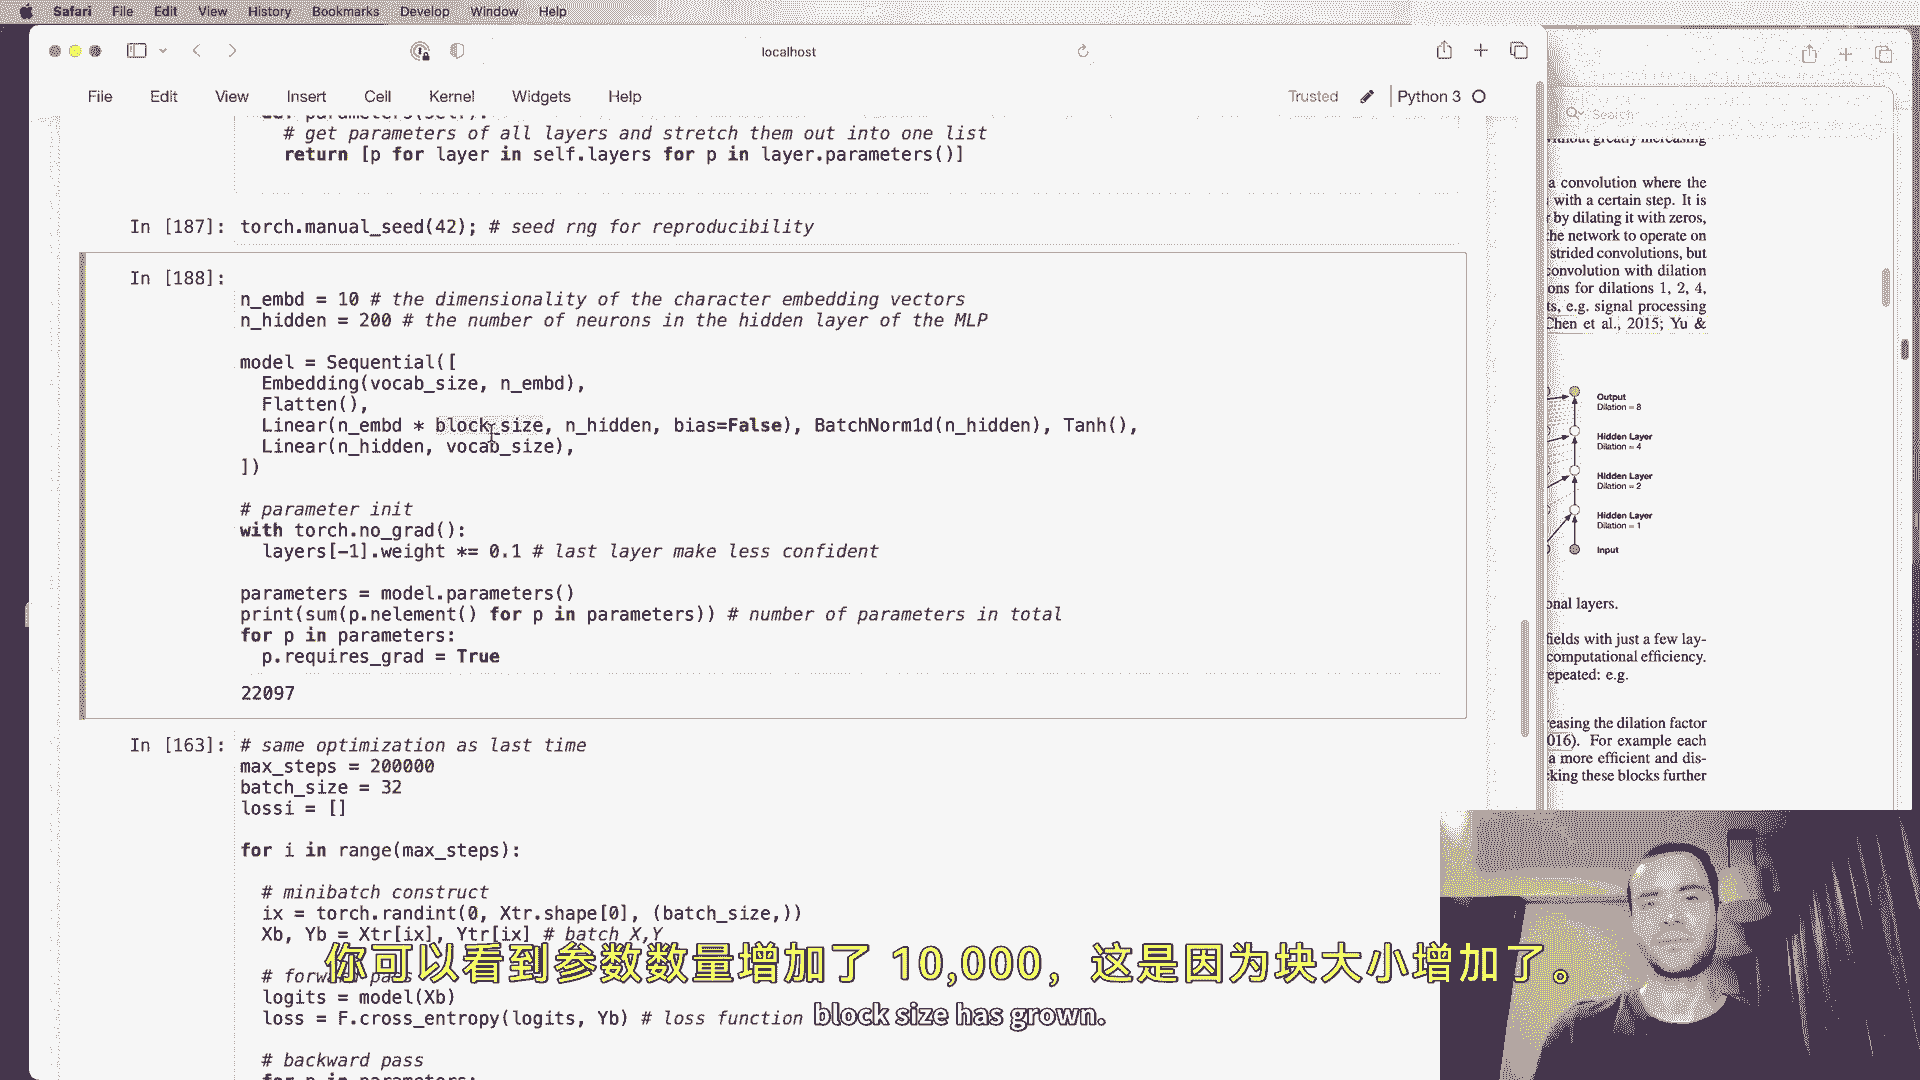 Safari File Edit View History Bookmarks Develop Window Help
localhost
File Edit View Insert Cell Kernel Widgets Help
Trusted Python 3
# get parameters of all layers and stretch them out into one list
return [p for layer in self.layers for p in layer.parameters()]
In [187]: torch.manual_seed(42); # seed rng for reproducibility
In [188]:
n_embd = 10 # the dimensionality of the character embedding vectors
n_hidden = 200 # the number of neurons in the hidden layer of the MLP
model = Sequential([
Embedding(vocab_size, n_embd),
Flatten(),
Linear(n_embd * block_size, n_hidden, bias=False), BatchNorm1d(n_hidden), Tanh(),
Linear(n_hidden, vocab_size),
])
# parameter init
with torch.no_grad():
layers[-1].weight *= 0.1 # last layer make less confident
parameters = model.parameters()
print(sum(p.nelement() for p in parameters)) # number of parameters in total
for p in parameters:
p.requires_grad = True
22097
In [163]: # same optimization as last time
max_steps = 200000
batch_size = 32
lossi = []
for i in range(max_steps):
# minibatch construct
ix = torch.randint(0, Xtr.shape[0], (batch_size,))
Xb, Yb = Xtr[ix], Ytr[ix] # batch X,Y
# forward pass
logits = model(Xb)
loss = F.cross_entropy(logits, Yb) # loss function
# backward pass
你可以看到参数数量增加了 10,000，这是因为块大小增加了。
block size has grown.
Search
without greatly increasing
a convolution where the
with a certain step. It is
by dilating it with zeros,
the network to operate on
strided convolutions, but
convolution with dilation
ons for dilations 1, 2, 4,
ts, e.g. signal processing
Chen et al., 2015; Yu &
Output
Dilation = 8
Hidden Layer
Dilation = 4
Hidden Layer
Dilation = 2
Hidden Layer
Dilation = 1
Input
onal layers.
fields with just a few lay-
computational efficiency.
epeated: e.g.
easing the dilation factor
016). For example each
a more efficient and dis-
cking these blocks further